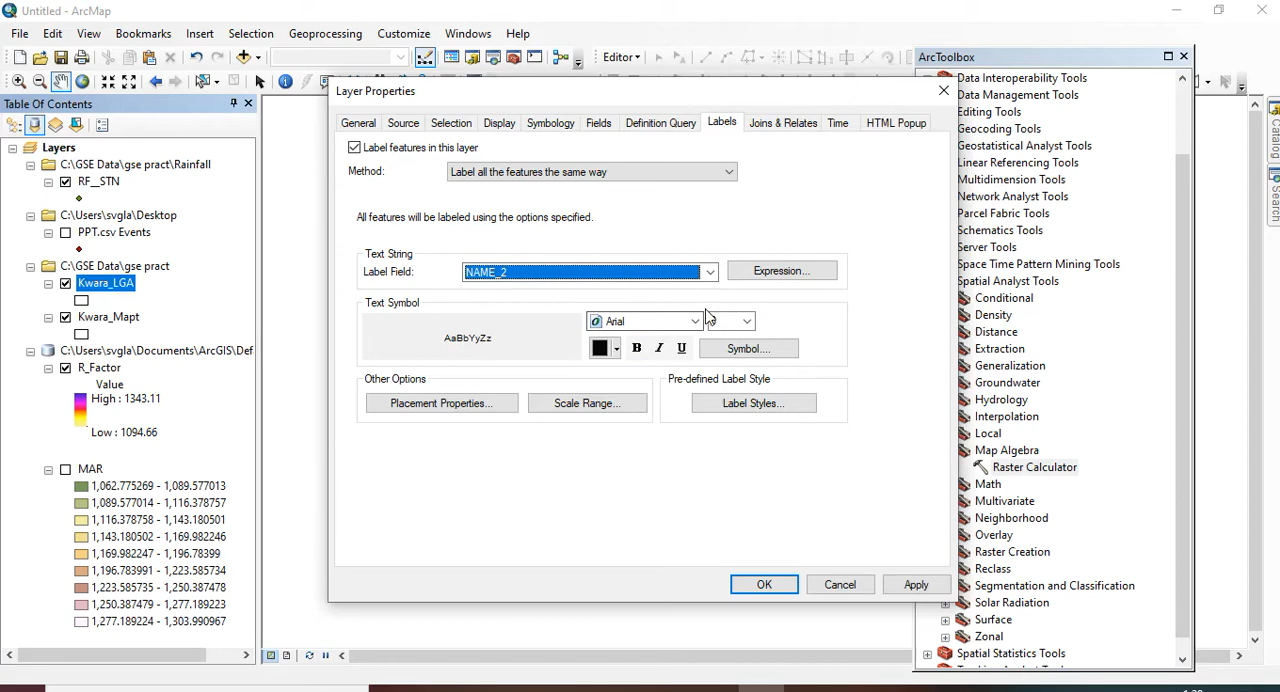 Untitled - ArcMap
File Edit View Bookmarks Insert Selection Geoprocessing Customize Windows Help
Editor
ArcToolbox
Table Of Contents
Layers
C:\GSE Data\gse pract\Rainfall
RF__STN
C:\Users\svgla\Desktop
PPT.csv Events
C:\GSE Data\gse pract
Kwara_LGA
Kwara_Mapt
C:\Users\svgla\Documents\ArcGIS\Def
R_Factor
Value
High : 1343.11
Low : 1094.66
MAR
1,062.775269 - 1,089.577013
1,089.577014 - 1,116.378757
1,116.378758 - 1,143.180501
1,143.180502 - 1,169.982246
1,169.982247 - 1,196.78399
1,196.783991 - 1,223.585734
1,223.585735 - 1,250.387478
1,250.387479 - 1,277.189223
1,277.189224 - 1,303.990967
Layer Properties
General Source Selection Display Symbology Fields Definition Query Labels Joins & Relates Time HTML Popup
Label features in this layer
Method: Label all the features the same way
All features will be labeled using the options specified.
Text String
Label Field: NAME_2 Expression...
Text Symbol
AaBbYyZz
Arial
B I U Symbol....
Other Options
Placement Properties... Scale Range...
Pre-defined Label Style
Label Styles...
OK Cancel Apply
Data Interoperability Tools
Data Management Tools
Editing Tools
Geocoding Tools
Geostatistical Analyst Tools
Linear Referencing Tools
Multidimension Tools
Network Analyst Tools
Parcel Fabric Tools
Schematics Tools
Server Tools
Space Time Pattern Mining Tools
Spatial Analyst Tools
Conditional
Density
Distance
Extraction
Generalization
Groundwater
Hydrology
Interpolation
Local
Map Algebra
Raster Calculator
Math
Multivariate
Neighborhood
Overlay
Raster Creation
Reclass
Segmentation and Classification
Solar Radiation
Surface
Zonal
Spatial Statistics Tools
Catalog
Search